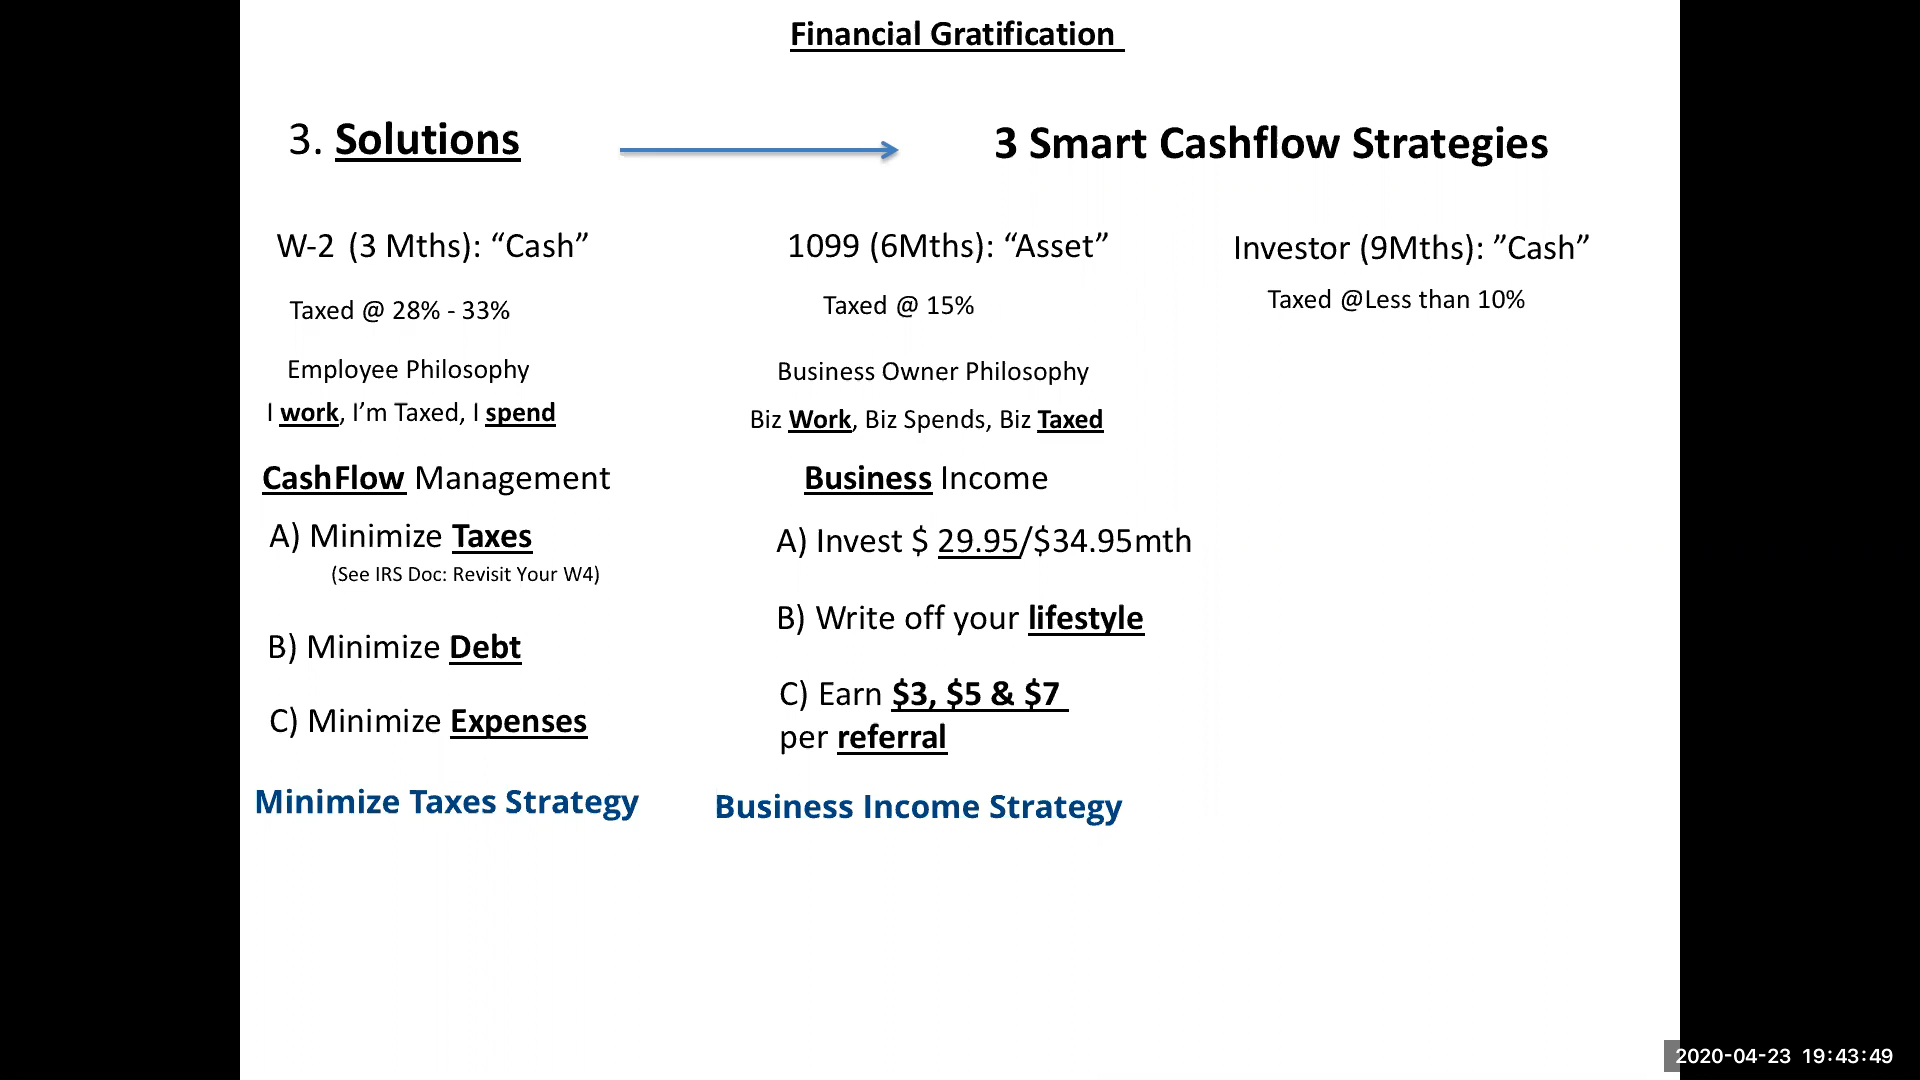 Financial Gratification
3. Solutions
3 Smart Cashflow Strategies
W-2 (3 Mths): “Cash”
Taxed @ 28% - 33%
Employee Philosophy
I work, I’m Taxed, I spend
CashFlow Management
A) Minimize Taxes
(See IRS Doc: Revisit Your W4)
B) Minimize Debt
C) Minimize Expenses
Minimize Taxes Strategy
1099 (6Mths): “Asset”
Taxed @ 15%
Business Owner Philosophy
Biz Work, Biz Spends, Biz Taxed
Business Income
A) Invest $ 29.95/$34.95mth
B) Write off your lifestyle
C) Earn $3, $5 & $7
per referral
Business Income Strategy
Investor (9Mths): ”Cash”
Taxed @Less than 10%
2020-04-23 19:43:49